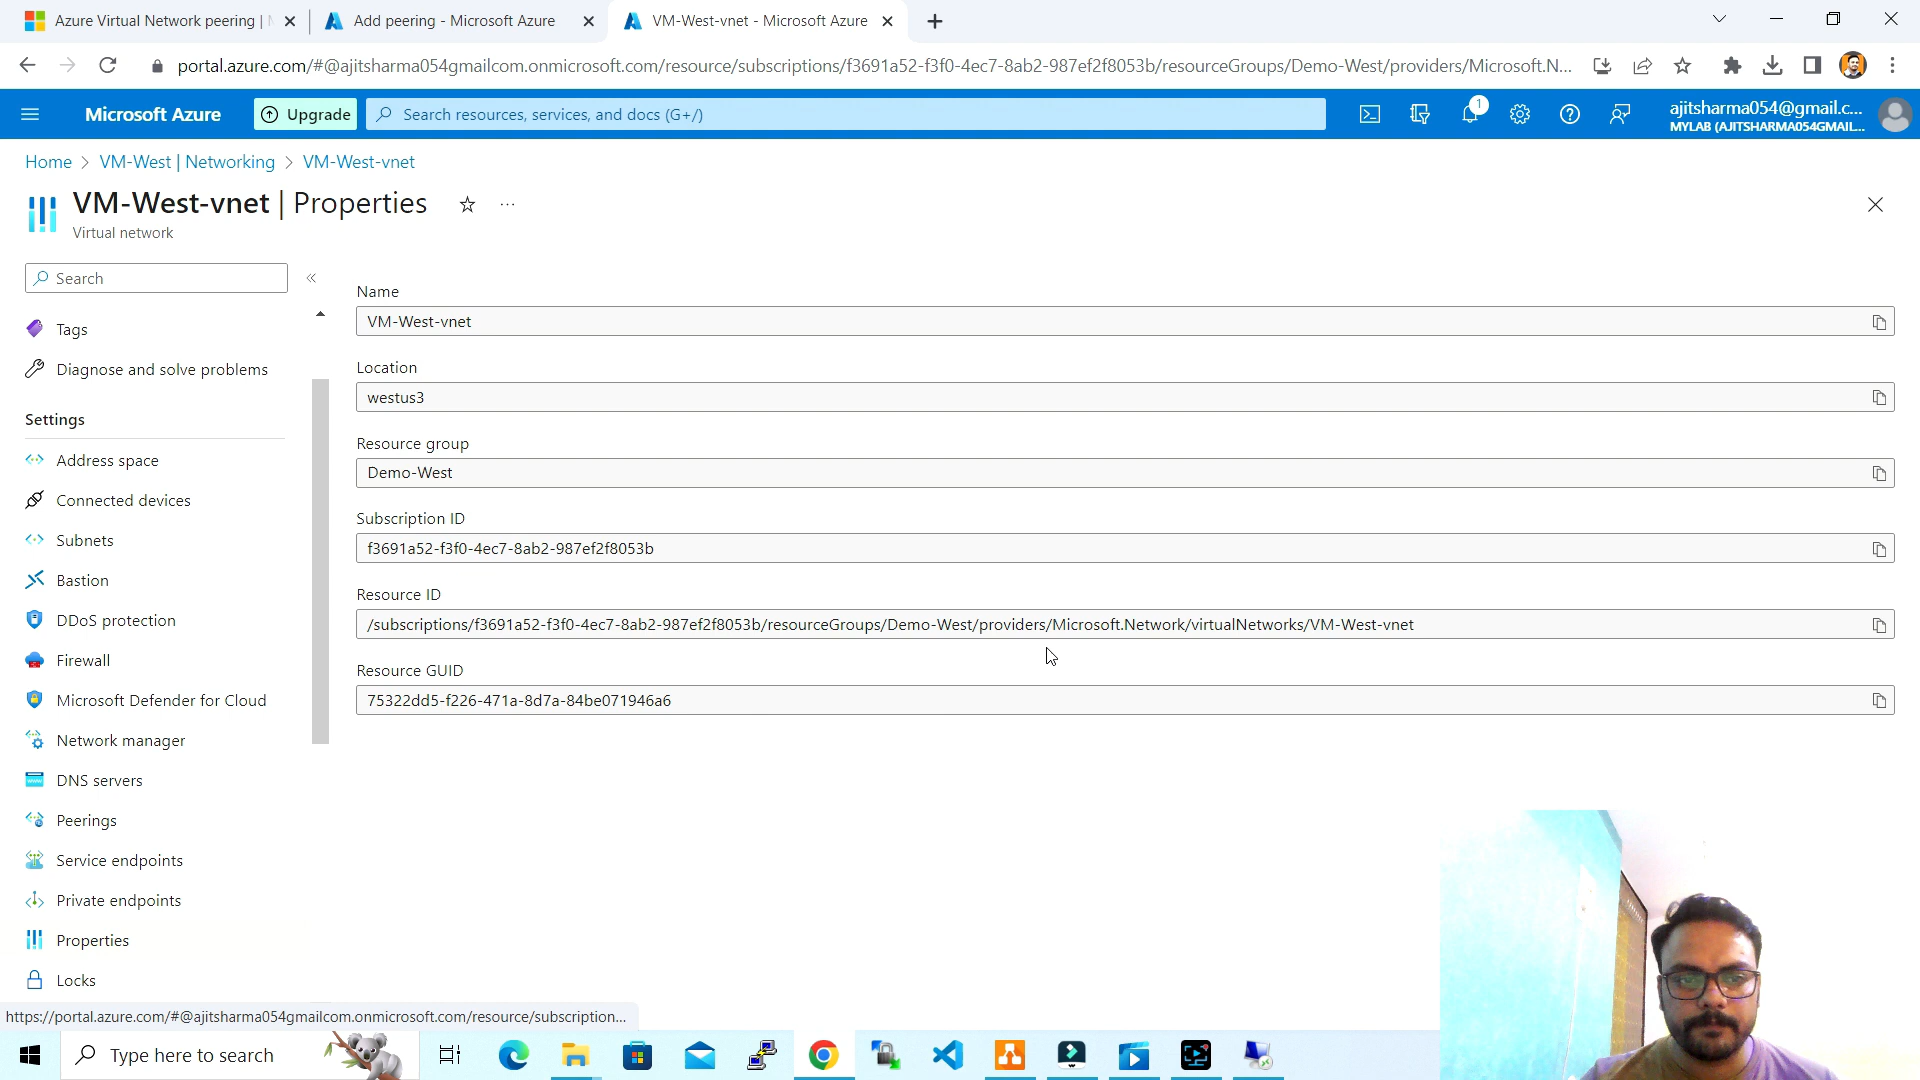 Azure Virtual Network peering |
Add peering - Microsoft Azure
VM-West-vnet - Microsoft Azure
portal.azure.com/#@ajitsharma054gmailcom.onmicrosoft.com/resource/subscriptions/f3691a52-f3f0-4ec7-8ab2-987ef2f8053b/resourceGroups/Demo-West/providers/Microsoft.N...
Microsoft Azure
Upgrade
Search resources, services, and docs (G+/)
1
ajitsharma054@gmail.c...
MYLAB (AJITSHARMA054GMAIL...
Home > VM-West | Networking > VM-West-vnet
VM-West-vnet | Properties
Virtual network
Search
Tags
Diagnose and solve problems
Settings
Address space
Connected devices
Subnets
Bastion
DDoS protection
Firewall
Microsoft Defender for Cloud
Network manager
DNS servers
Peerings
Service endpoints
Private endpoints
Properties
Locks
Name
VM-West-vnet
Location
westus3
Resource group
Demo-West
Subscription ID
f3691a52-f3f0-4ec7-8ab2-987ef2f8053b
Resource ID
/subscriptions/f3691a52-f3f0-4ec7-8ab2-987ef2f8053b/resourceGroups/Demo-West/providers/Microsoft.Network/virtualNetworks/VM-West-vnet
Resource GUID
75322dd5-f226-471a-8d7a-84be071946a6
https://portal.azure.com/#@ajitsharma054gmailcom.onmicrosoft.com/resource/subscription...
Type here to search